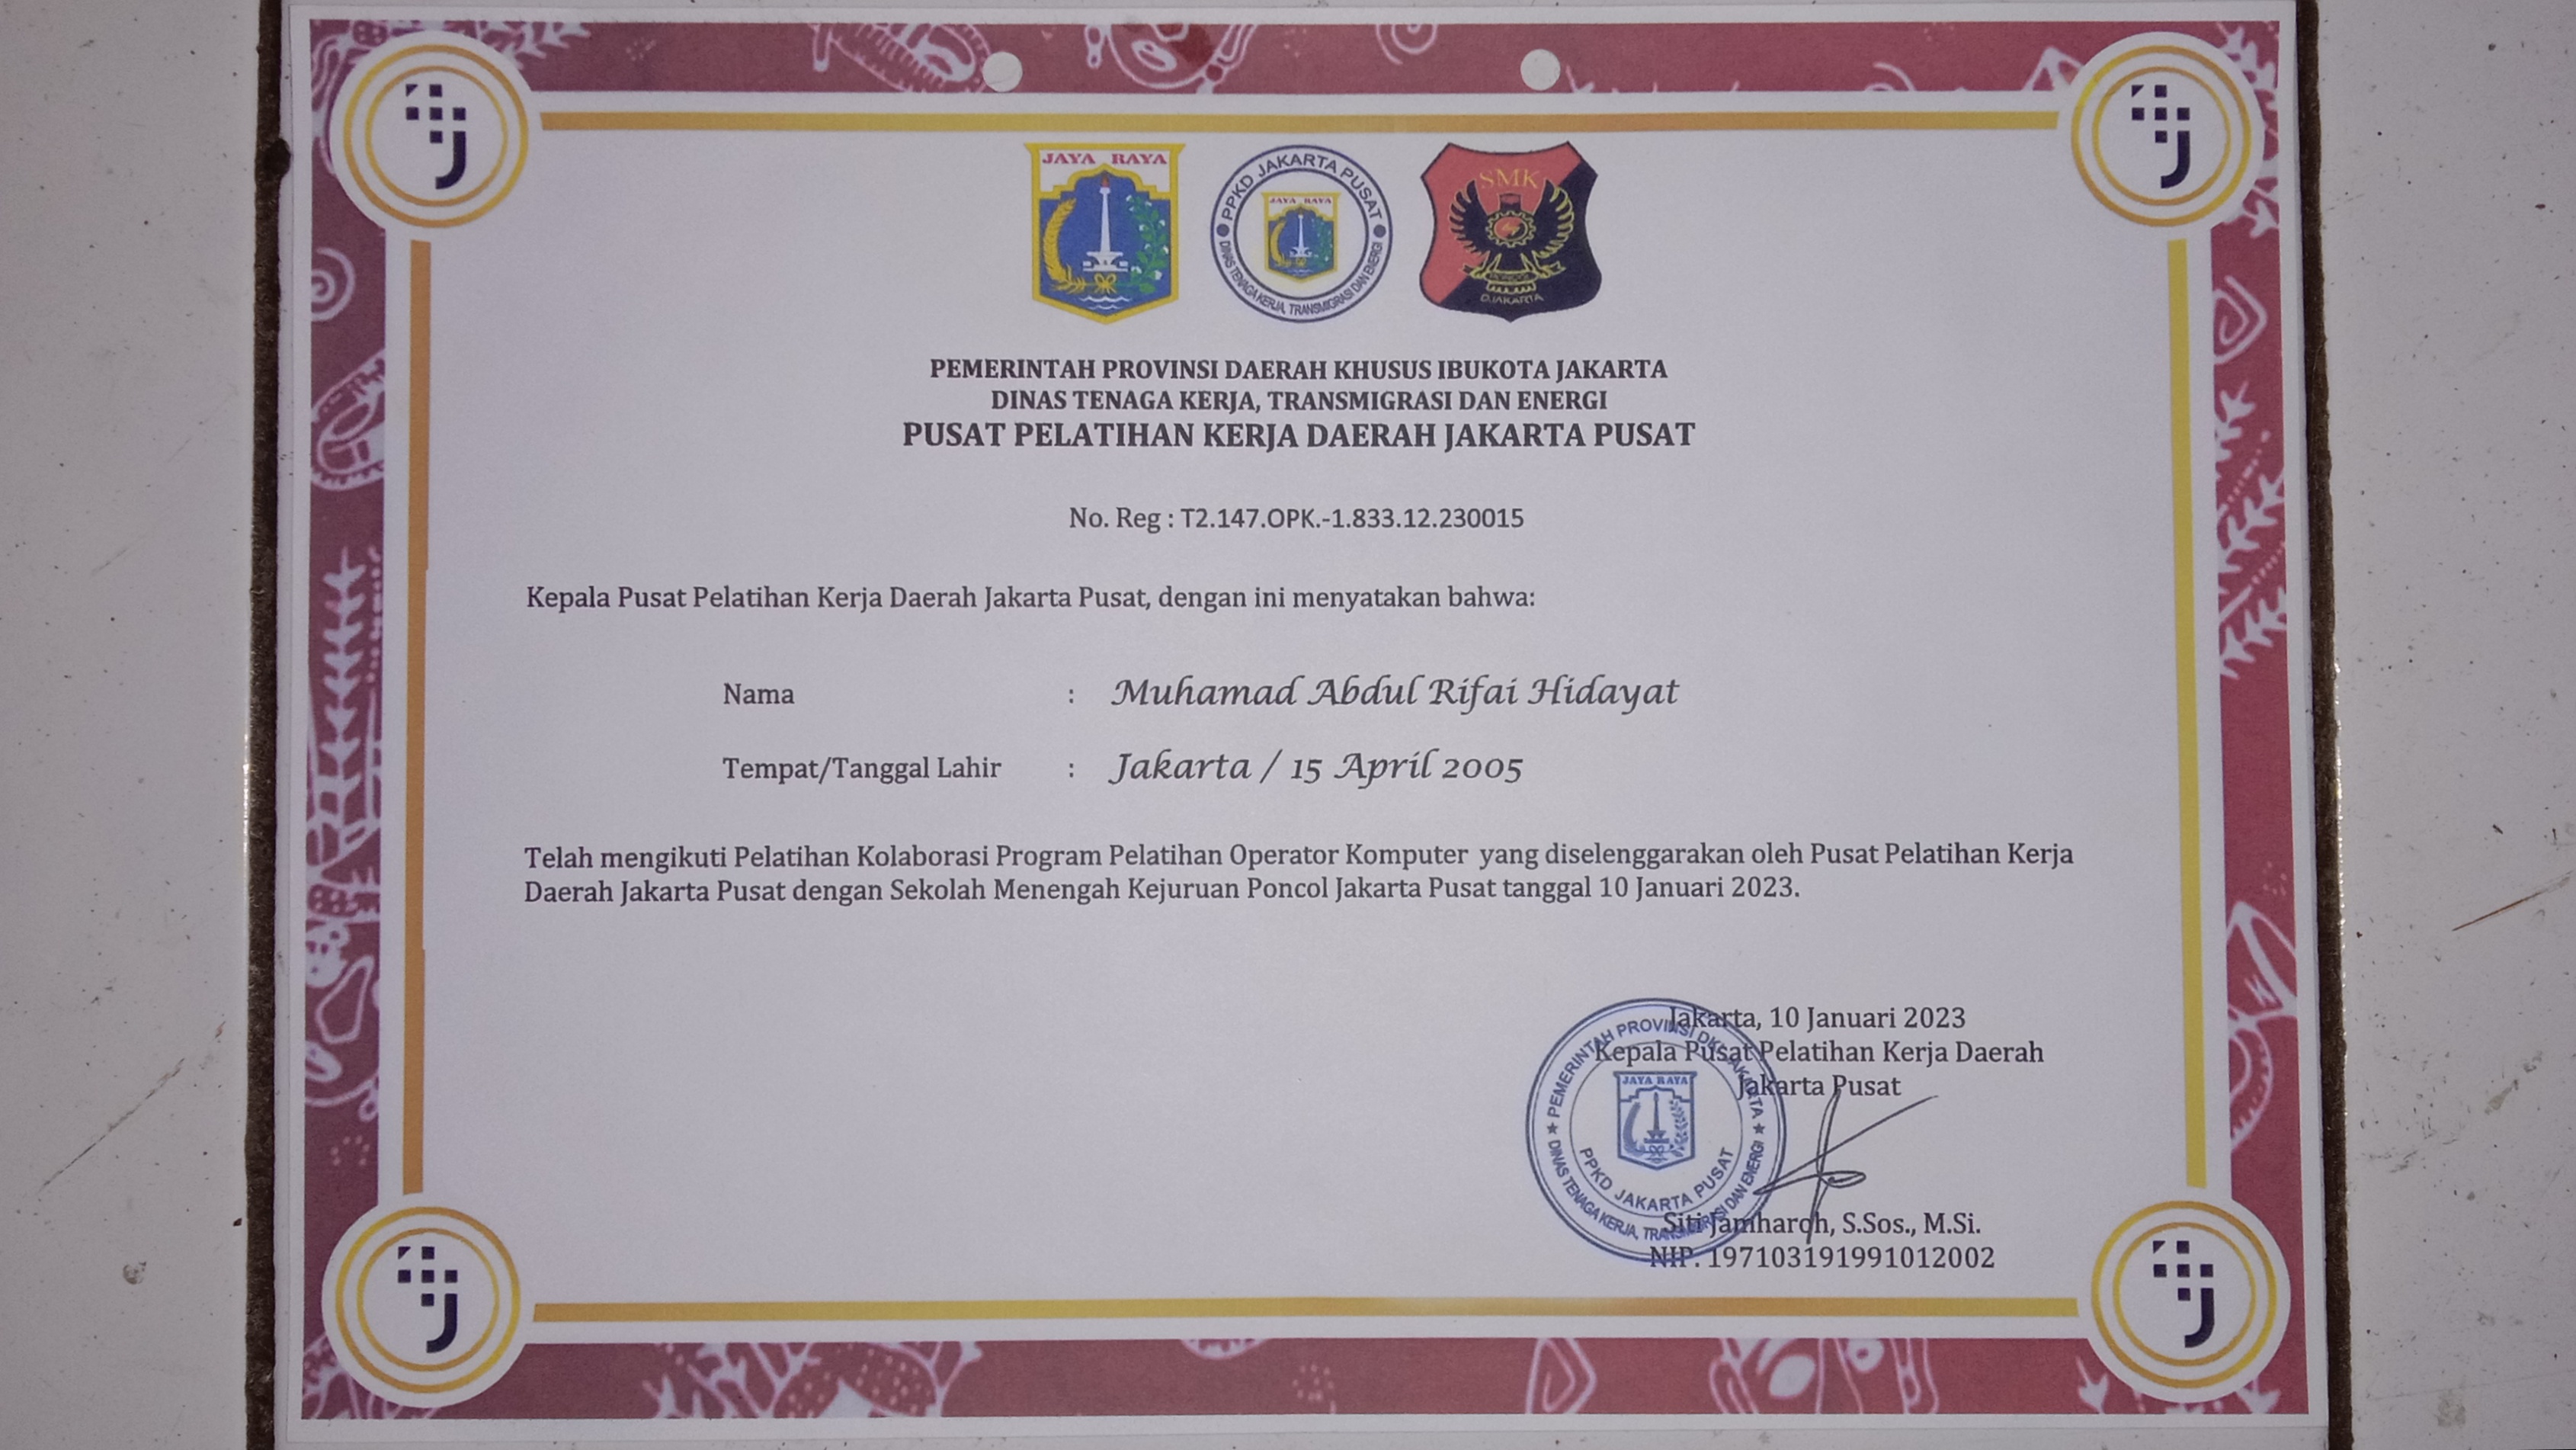 JAYA RAYA
PPKD JAKARTA PUSAT
JAYA RAYA
DINAS TENAGA KERJA, TRANSMIGRASI DAN ENERGI
SMK
DJAKARTA
PEMERINTAH PROVINSI DAERAH KHUSUS IBUKOTA JAKARTA
DINAS TENAGA KERJA, TRANSMIGRASI DAN ENERGI
PUSAT PELATIHAN KERJA DAERAH JAKARTA PUSAT
No. Reg : T2.147.OPK.-1.833.12.230015
Kepala Pusat Pelatihan Kerja Daerah Jakarta Pusat, dengan ini menyatakan bahwa:
Nama : Muhamad Abdul Rifai Hidayat
Tempat/Tanggal Lahir : Jakarta / 15 April 2005
Telah mengikuti Pelatihan Kolaborasi Program Pelatihan Operator Komputer yang diselenggarakan oleh Pusat Pelatihan Kerja
Daerah Jakarta Pusat dengan Sekolah Menengah Kejuruan Poncol Jakarta Pusat tanggal 10 Januari 2023.
Jakarta, 10 Januari 2023
Kepala Pusat Pelatihan Kerja Daerah
Jakarta Pusat
PEMERINTAH PROVINSI DKI JAKARTA
JAYA RAYA
PPKD JAKARTA PUSAT
DINAS TENAGA KERJA, TRANSMIGRASI DAN ENERGI
Siti Jamharoh, S.Sos., M.Si.
NIP. 197103191991012002